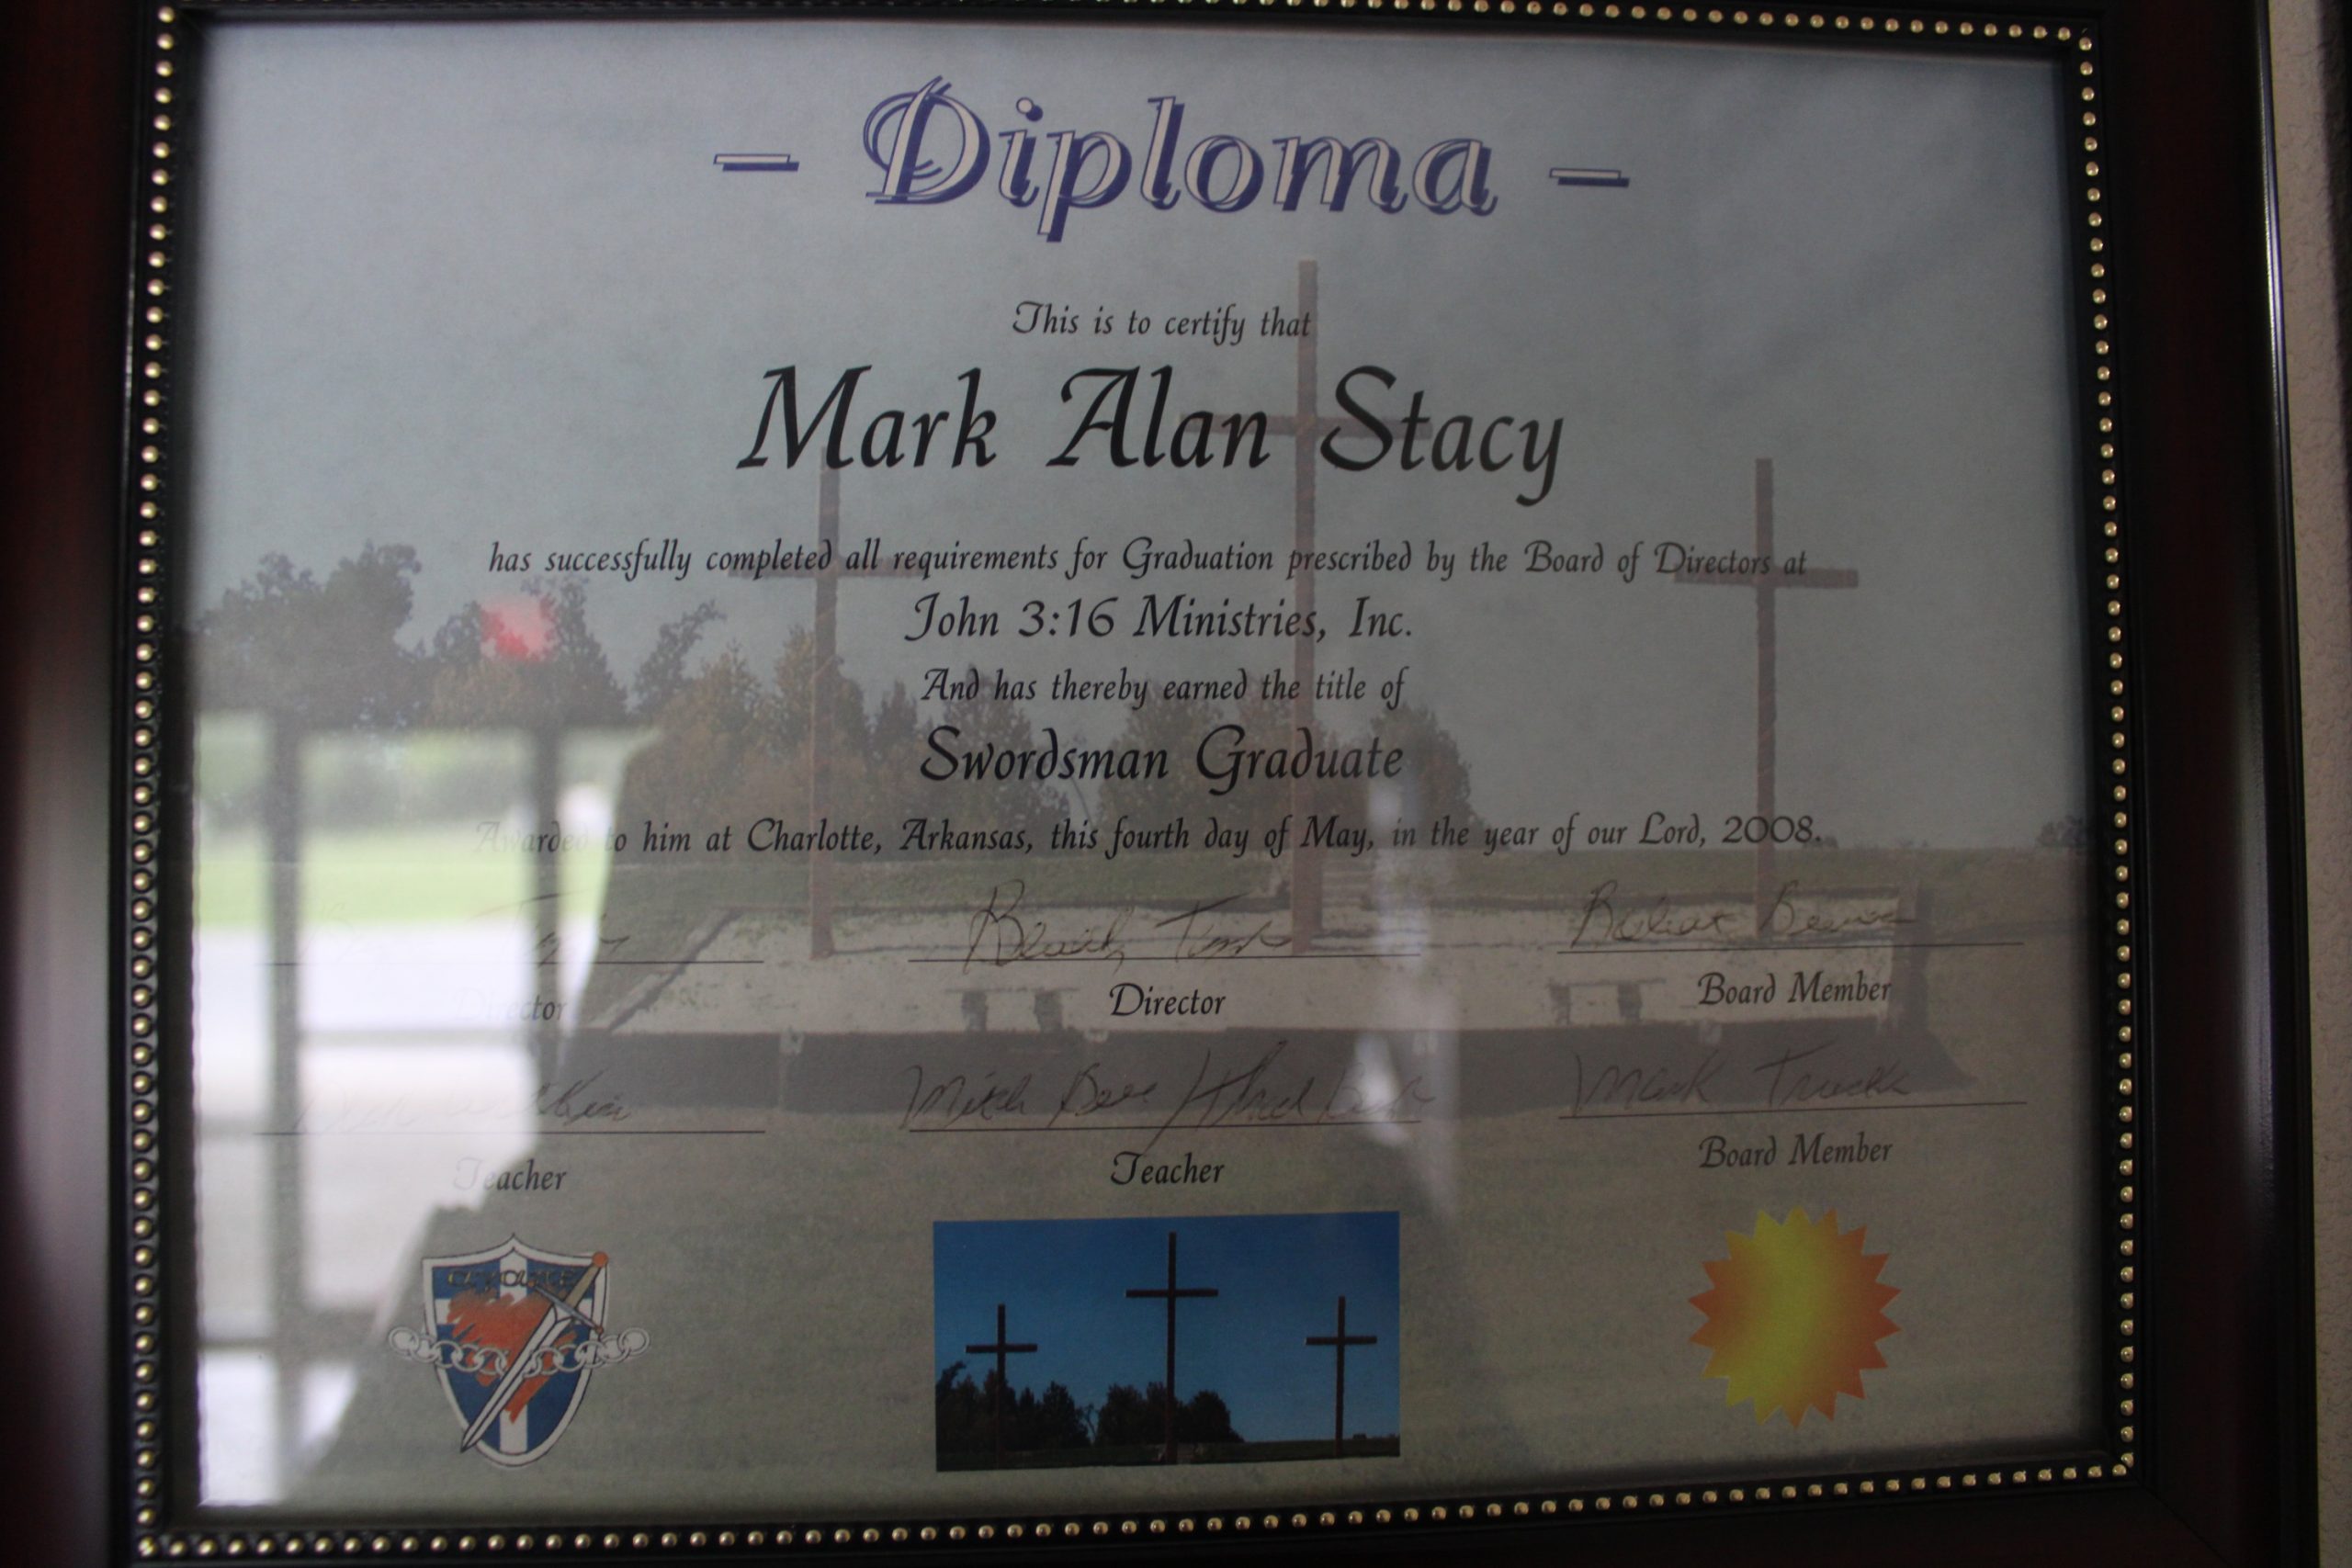 – Diploma –
This is to certify that
Mark Alan Stacy
has successfully completed all requirements for Graduation prescribed by the Board of Directors at
John 3:16 Ministries, Inc.
And has thereby earned the title of
Swordsman Graduate
Awarded to him at Charlotte, Arkansas, this fourth day of May, in the year of our Lord, 2008.
Director Director Board Member
Teacher Teacher Board Member